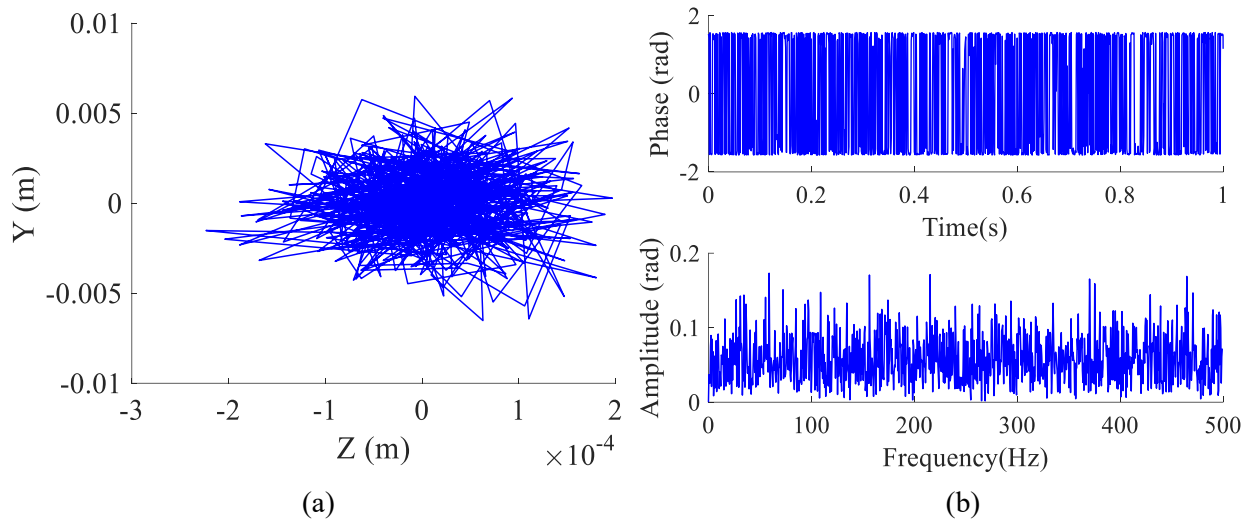 0.01
0.005
0
-0.005
-0.01
Y (m)
-3 -2 -1 0 1 2
Z (m)
×10-4
(a)
2
0
-2
Phase (rad)
0 0.2 0.4 0.6 0.8 1
Time(s)
0.2
0.1
0
Amplitude (rad)
0 100 200 300 400 500
Frequency(Hz)
(b)